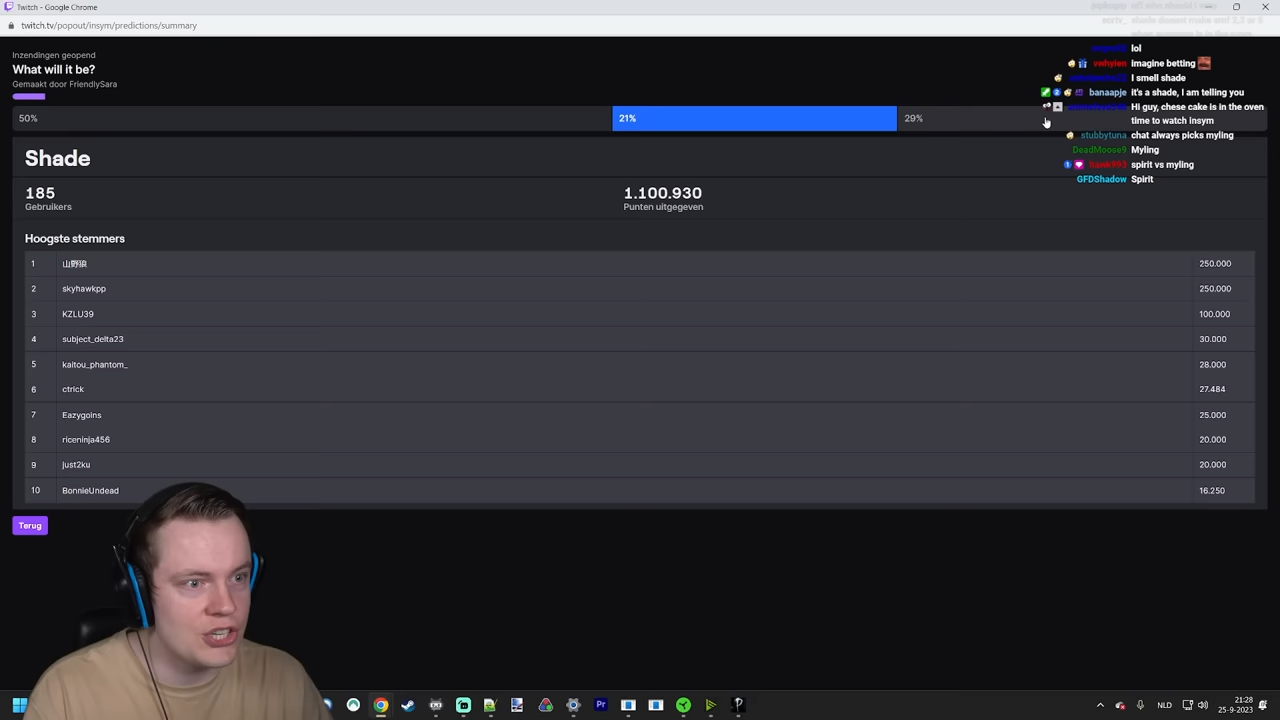 Twitch - Google Chrome
twitch.tv/popout/insym/predictions/summary
Inzendingen geopend
What will it be?
Gemaakt door FriendlySara
50%
21%
29%
Shade
185
Gebruikers
1.100.930
Punten uitgegeven
Hoogste stemmers
1 山野狼 250.000
2 skyhawkpp 250.000
3 KZLU39 100.000
4 subject_delta23 30.000
5 kaitou_phantom_ 28.000
6 ctrlck 27.484
7 Eazygoins 25.000
8 riceninja456 20.000
9 just2ku 20.000
10 BonnieUndead 16.250
Terug
lol
vwhyien imagine betting
I smell shade
banaapje it's a shade, I am telling you
Hi guy, chese cake is in the oven
time to watch insym
stubbytuna chat always picks myling
DeadMoose9 Myling
hawk993 spirit vs myling
GFDShadow Spirit
NLD
21:28
25-9-2023